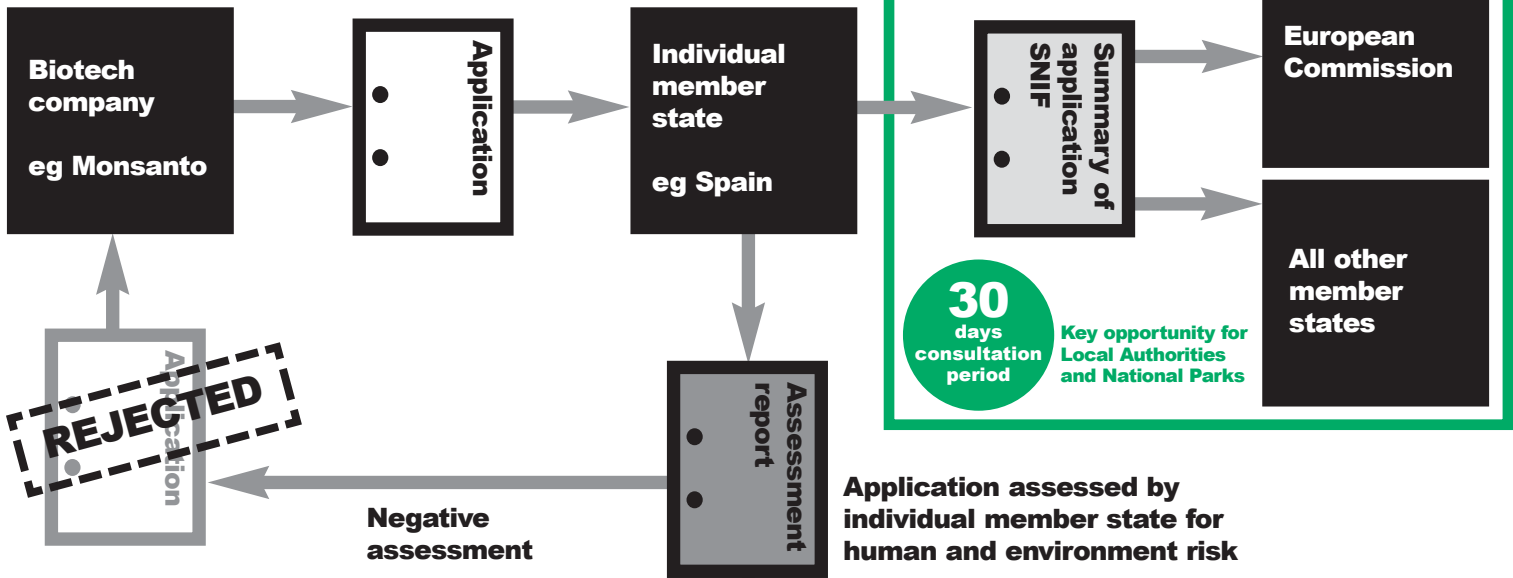 Biotech
company
eg Monsanto
Application
Individual
member
state
eg Spain
Summary of
application
SNIF
European
Commission
All other
member
states
30
days
consultation
period
Key opportunity for
Local Authorities
and National Parks
Application
REJECTED
Negative
assessment
Assessment
report
Application assessed by
individual member state for
human and environment risk